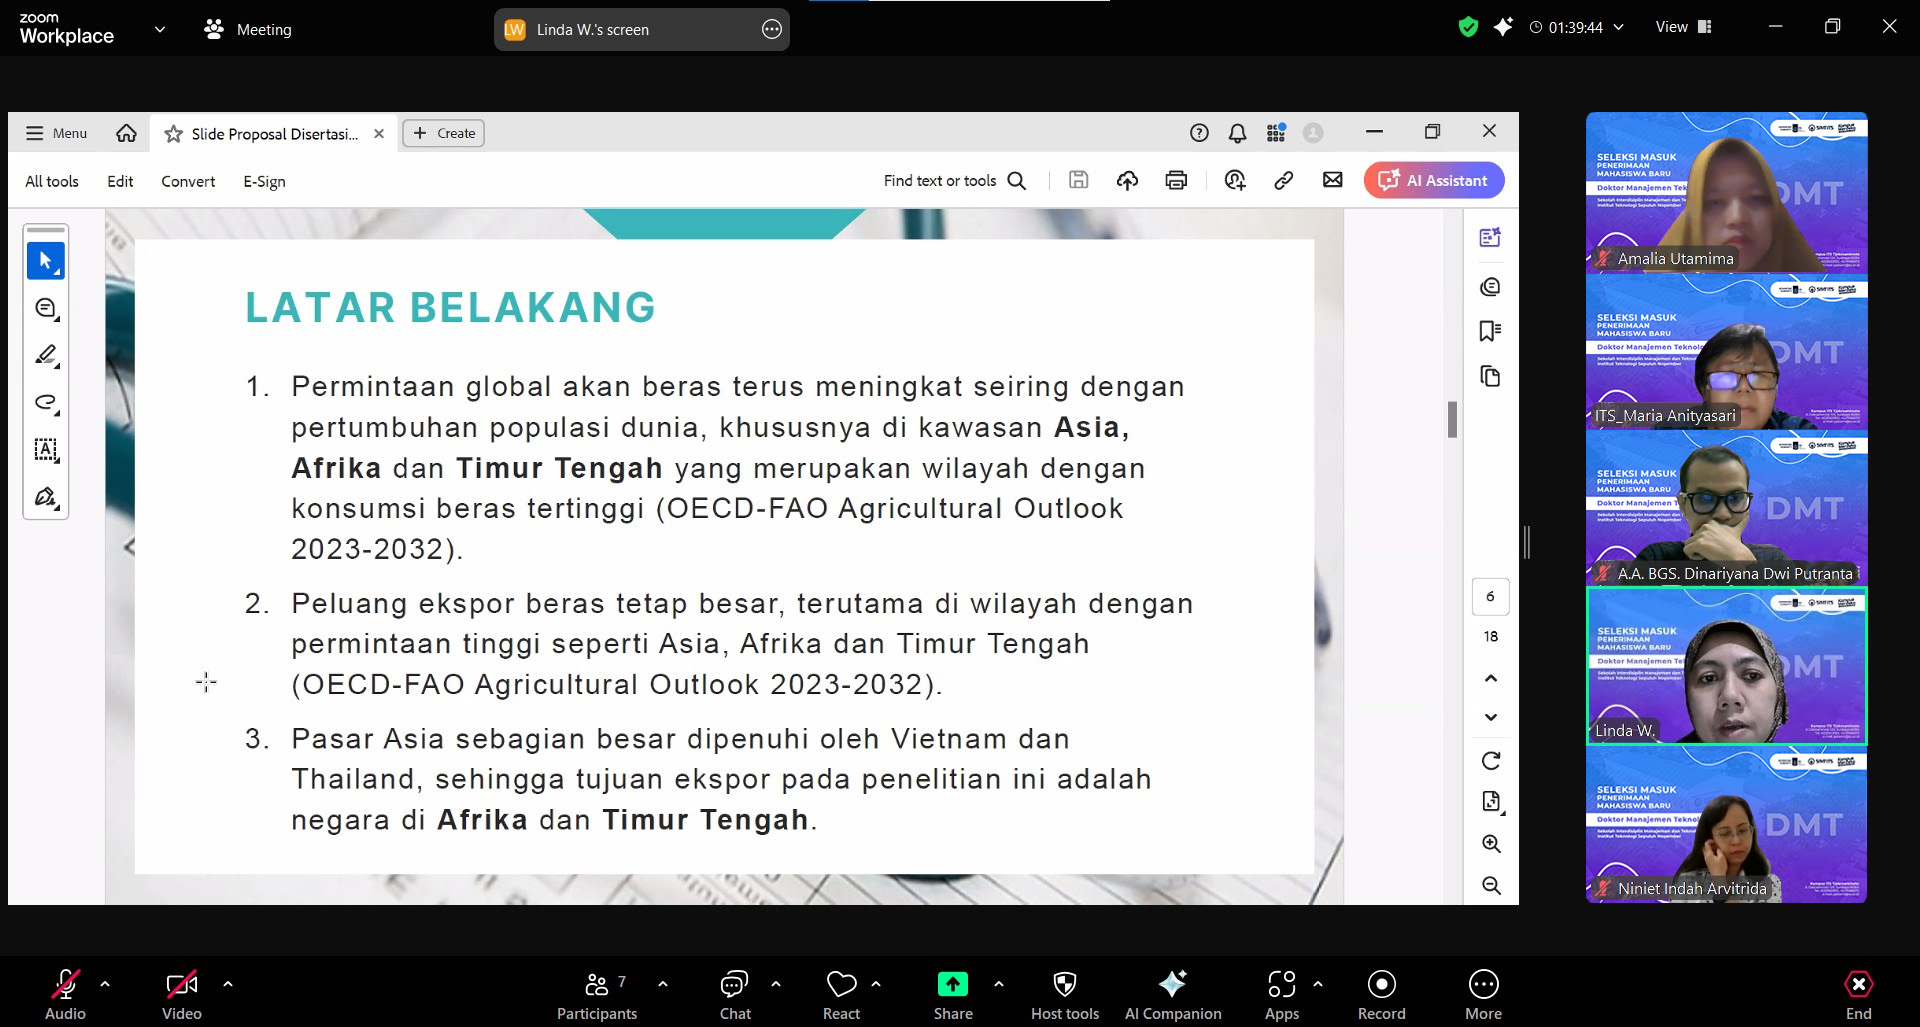 zoom
Workplace
Meeting
LW Linda W.'s screen
01:39:44
View
Menu
Slide Proposal Disertasi...
Create
All tools
Edit
Convert
E-Sign
Find text or tools
AI Assistant
LATAR BELAKANG
1. Permintaan global akan beras terus meningkat seiring dengan
pertumbuhan populasi dunia, khususnya di kawasan Asia,
Afrika dan Timur Tengah yang merupakan wilayah dengan
konsumsi beras tertinggi (OECD-FAO Agricultural Outlook
2023-2032).
2. Peluang ekspor beras tetap besar, terutama di wilayah dengan
permintaan tinggi seperti Asia, Afrika dan Timur Tengah
(OECD-FAO Agricultural Outlook 2023-2032).
3. Pasar Asia sebagian besar dipenuhi oleh Vietnam dan
Thailand, sehingga tujuan ekspor pada penelitian ini adalah
negara di Afrika dan Timur Tengah.
6
18
SELEKSI MASUK
PENERIMAAN
MAHASISWA BARU
Doktor Manajemen Tek
DMT
Amalia Utamima
SELEKSI MASUK
PENERIMAAN
MAHASISWA BARU
Doktor Manajemen Teknolo
DMT
ITS_Maria Anityasari
SELEKSI MASUK
PENERIMAAN
MAHASISWA BARU
Doktor Manajemen T
DMT
A.A. BGS. Dinariyana Dwi Putranta
SELEKSI MASUK
PENERIMAAN
MAHASISWA BARU
Doktor Manajemen Te
DMT
Linda W.
SELEKSI MASUK
PENERIMAAN
MAHASISWA BARU
Doktor Manajemen Teknol
DMT
Niniet Indah Arvitrida
Audio
Video
Participants
7
Chat
React
Share
Host tools
AI Companion
Apps
Record
More
End